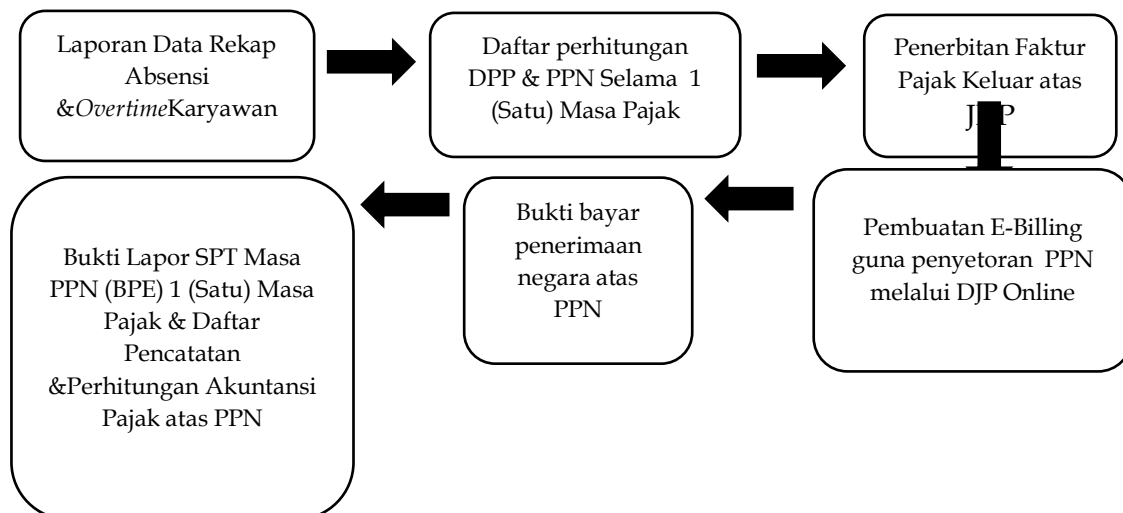 Laporan Data Rekap
Absensi
&OvertimeKaryawan
Daftar perhitungan
DPP & PPN Selama 1
(Satu) Masa Pajak
Penerbitan Faktur
Pajak Keluar atas
Pembuatan E-Billing
guna penyetoran PPN
melalui DJP Online
Bukti bayar
penerimaan
negara atas
PPN
Bukti Lapor SPT Masa
PPN (BPE) 1 (Satu) Masa
Pajak & Daftar
Pencatatan
&Perhitungan Akuntansi
Pajak atas PPN